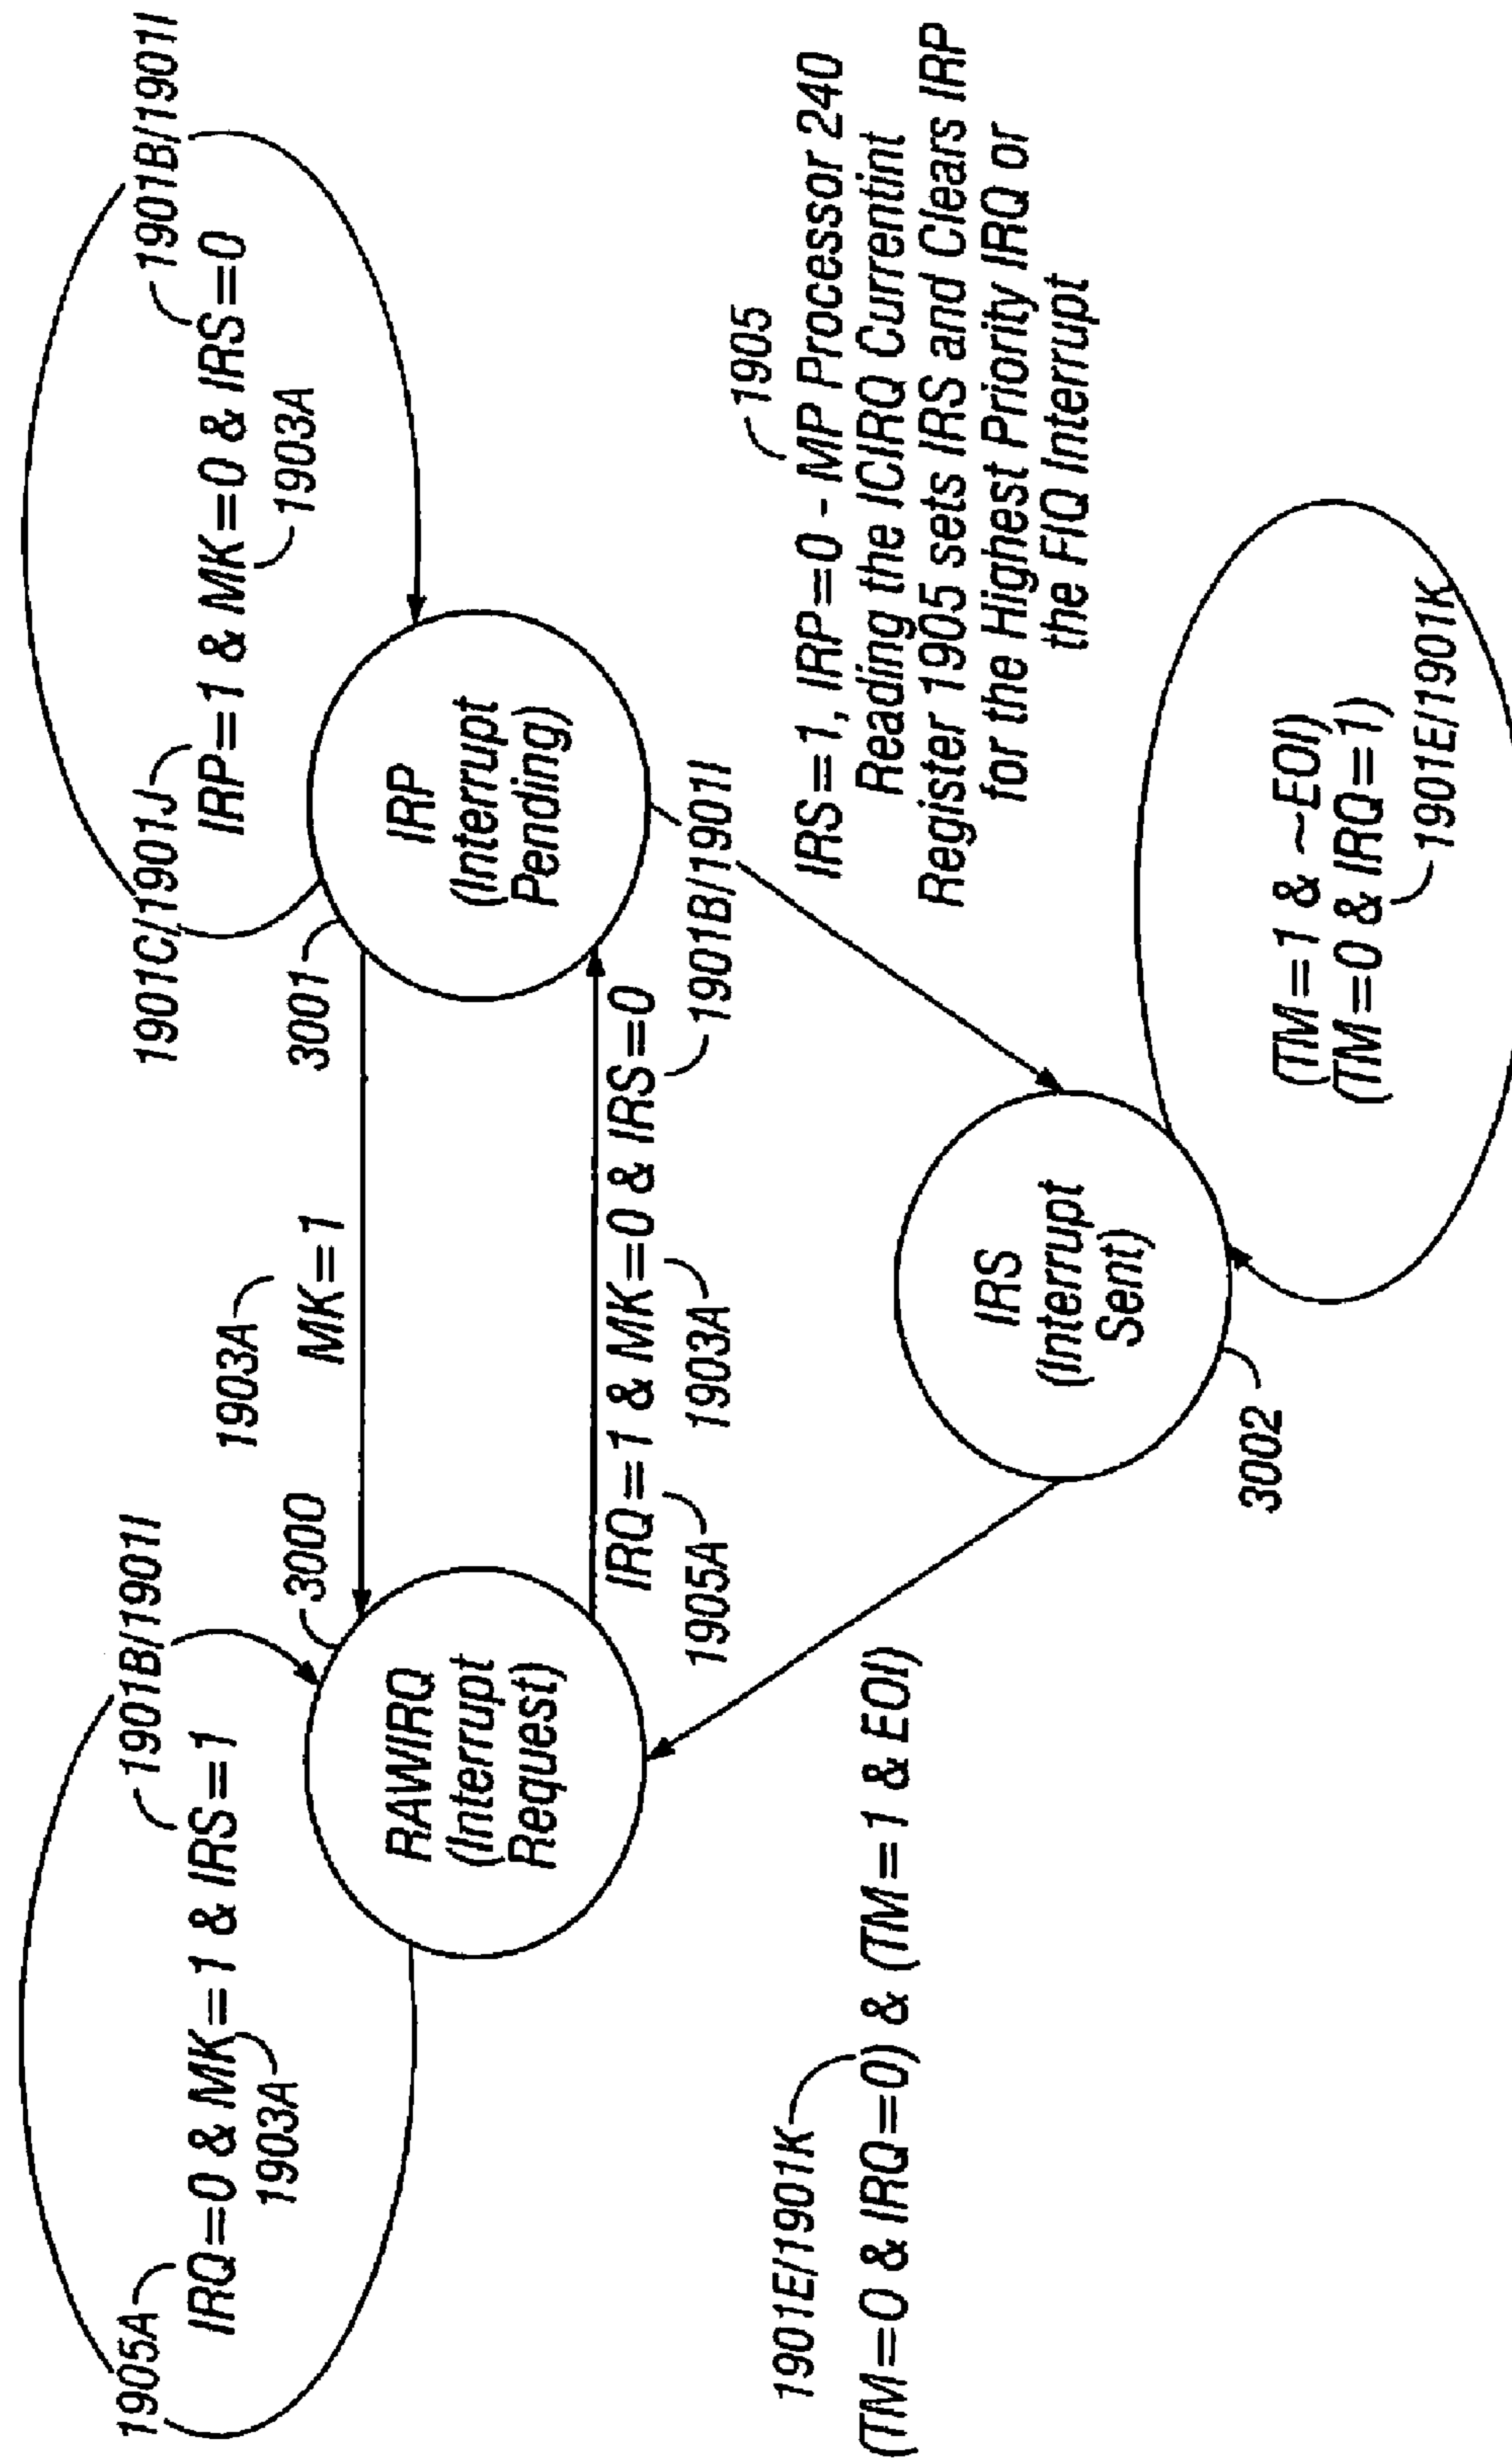 1905A
1901B/1901I
IRQ=0 & MK=1 & IRS=1
1903A
3000
RAWIRQ
(Interrupt
Request)
1903A
MK=1
IRQ=1 & MK=0 & IRS=0
1905A
1903A
1901B/1901I
1901C/1901J
1901B/1901I
IRP=1 & MK=0 & IRS=0
1903A
3001
IRP
(Interrupt
Pending)
1905
IRS=1, IRP=0 - MP Processor 240
Reading the ICIRQ Currentint
Register 1905 sets IRS and Clears IRP
for the Highest Priority IRQ or
the FIQ Interrupt
1901E/1901K
(TM=0 & IRQ=0) & (TM=1 & EOI)
IRS
(Interrupt
Sent)
3002
(TM=1 & ~EOI)
(TM=0 & IRQ=1)
1901E/1901K